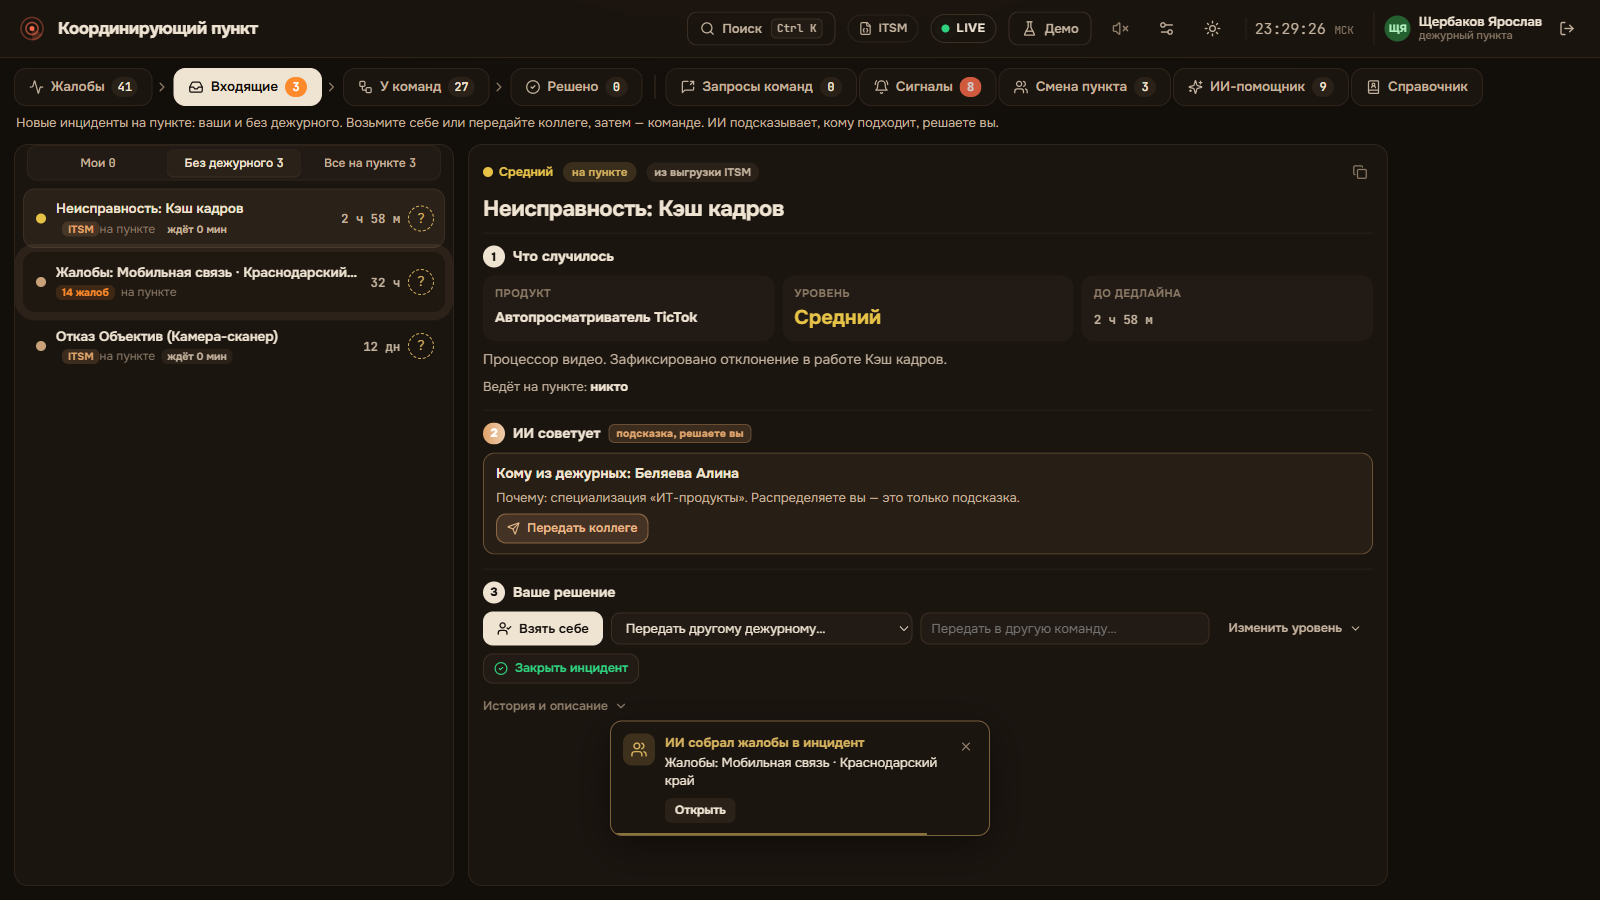 Координирующий пункт
Поиск Ctrl K
ITSM
LIVE
Демо
23:29:26 МСК
ЩЯ
Щербаков Ярослав
дежурный пункта
Жалобы 41
Входящие 3
У команд 27
Решено 0
Запросы команд 0
Сигналы 8
Смена пункта 3
ИИ-помощник 9
Справочник
Новые инциденты на пункте: ваши и без дежурного. Возьмите себе или передайте коллеге, затем — команде. ИИ подсказывает, кому подходит, решаете вы.
Мои 0
Без дежурного 3
Все на пункте 3
Неисправность: Кэш кадров
2 ч 58 м
?
ITSM на пункте ждёт 0 мин
Жалобы: Мобильная связь · Краснодарский...
32 ч
?
14 жалоб на пункте
Отказ Объектив (Камера-сканер)
12 дн
?
ITSM на пункте ждёт 0 мин
Средний
на пункте
из выгрузки ITSM
Неисправность: Кэш кадров
1 Что случилось
ПРОДУКТ
Автопросматриватель TicTok
УРОВЕНЬ
Средний
ДО ДЕДЛАЙНА
2 ч 58 м
Процессор видео. Зафиксировано отклонение в работе Кэш кадров.
Ведёт на пункте: никто
2 ИИ советует
подсказка, решаете вы
Кому из дежурных: Беляева Алина
Почему: специализация «ИТ-продукты». Распределяете вы — это только подсказка.
Передать коллеге
3 Ваше решение
Взять себе
Передать другому дежурному...
Передать в другую команду...
Изменить уровень
Закрыть инцидент
История и описание
ИИ собрал жалобы в инцидент
Жалобы: Мобильная связь · Краснодарский
край
Открыть